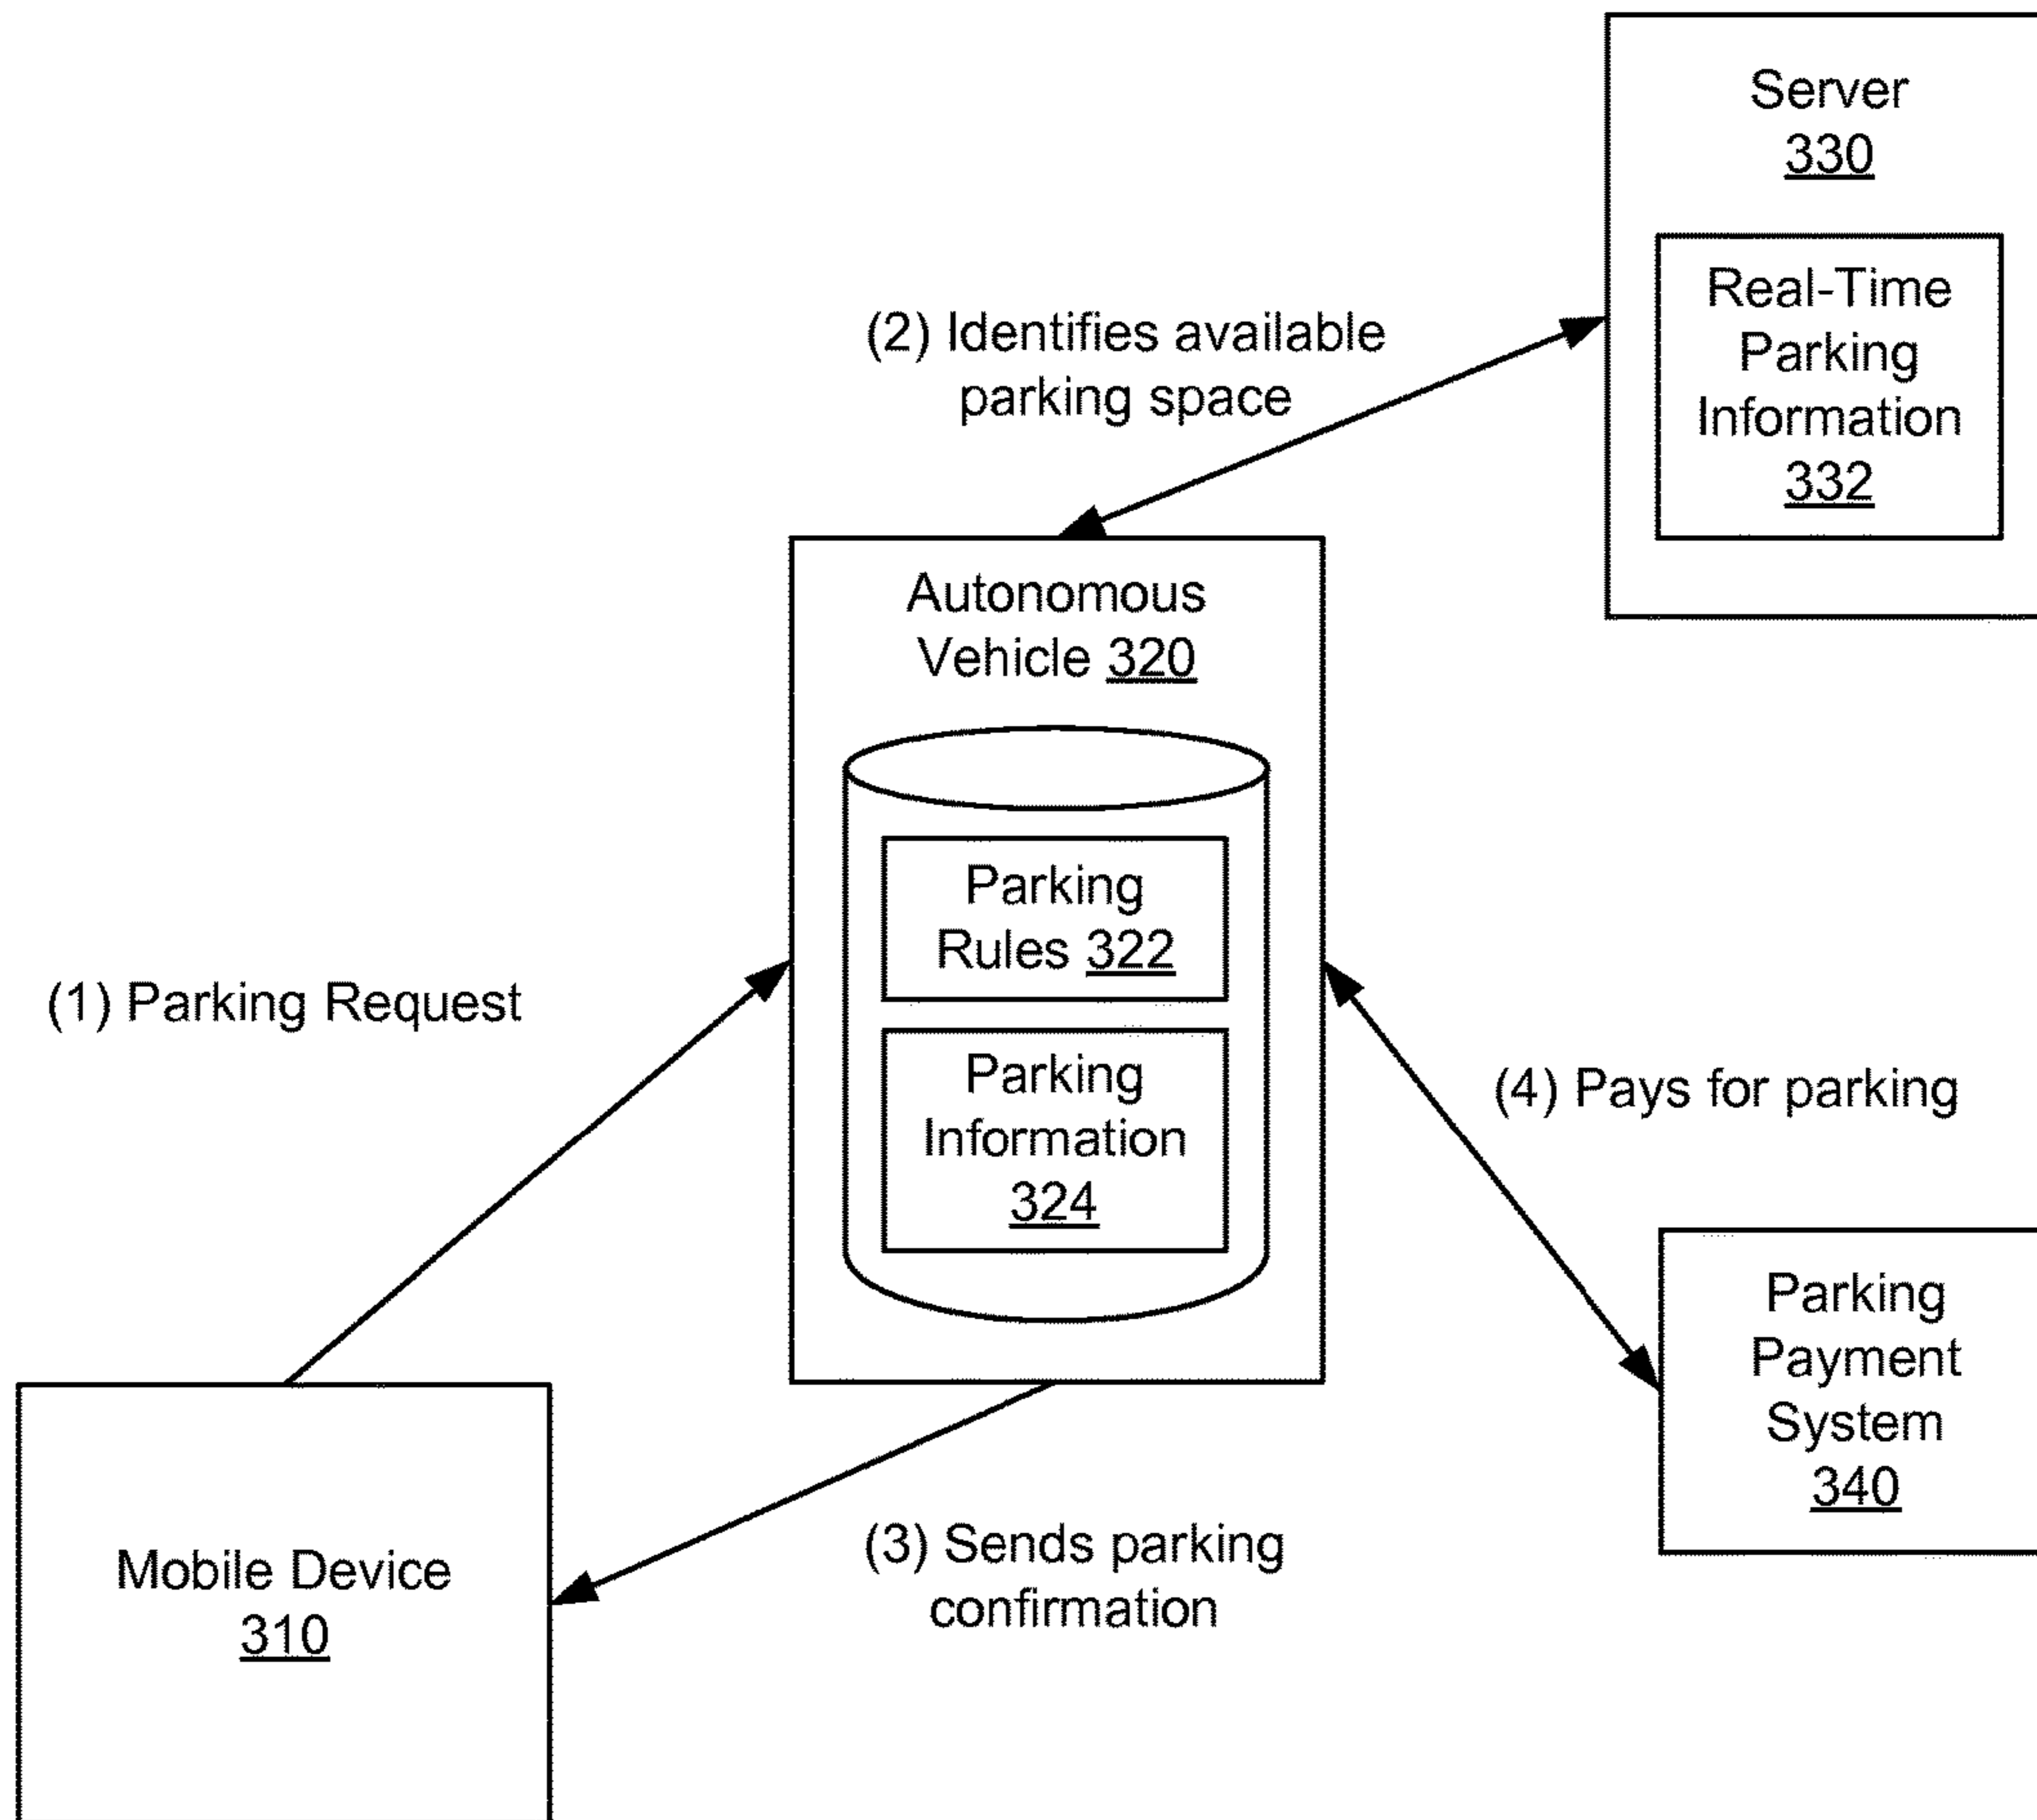 Server
330
Real-Time
Parking
Information
332
(2) Identifies available
parking space
Autonomous
Vehicle 320
Parking
Rules 322
Parking
Information
324
(1) Parking Request
(4) Pays for parking
Parking
Payment
System
340
(3) Sends parking
confirmation
Mobile Device
310